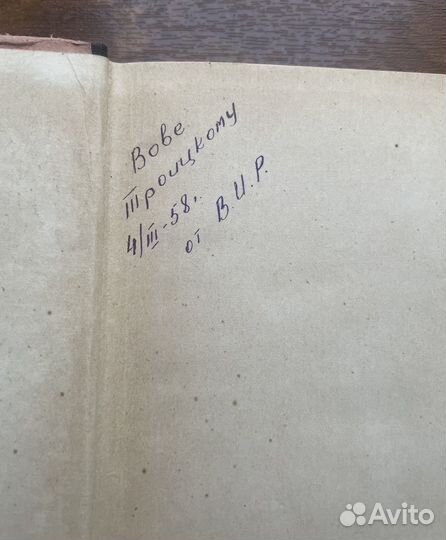 Вове
Троицкому
4/III-58.
от В.И.Р.
Avito